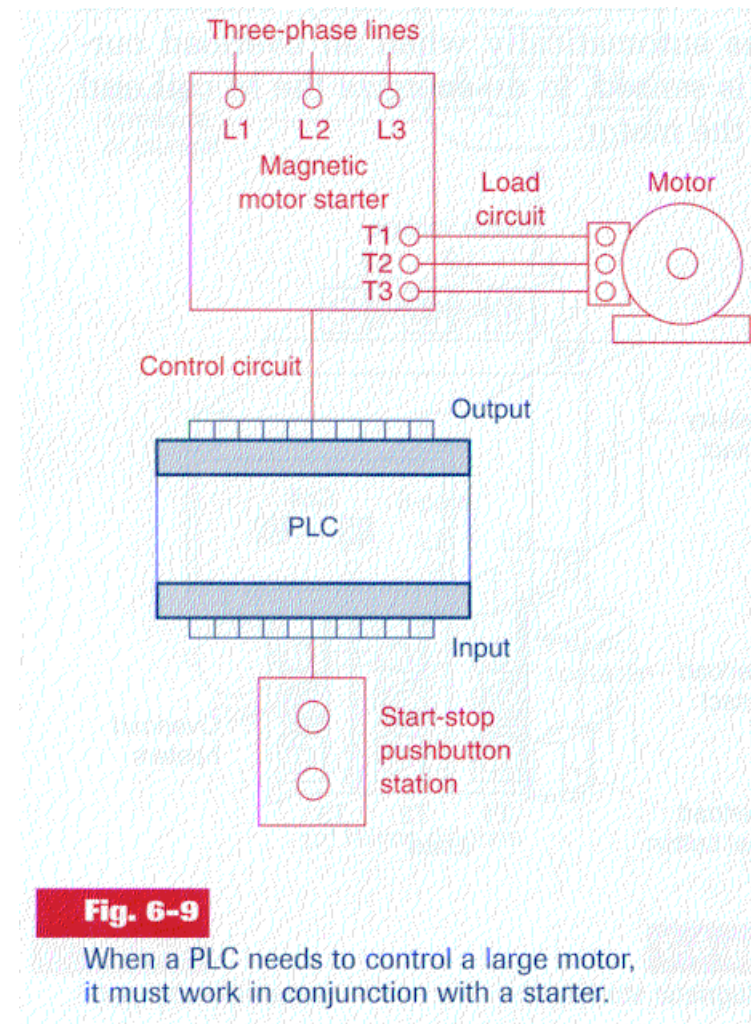 Three-phase lines
L1 L2 L3
Magnetic
motor starter
Load
circuit
Motor
T1
T2
T3
Control circuit
Output
PLC
Input
Start-stop
pushbutton
station
Fig. 6-9
When a PLC needs to control a large motor,
it must work in conjunction with a starter.